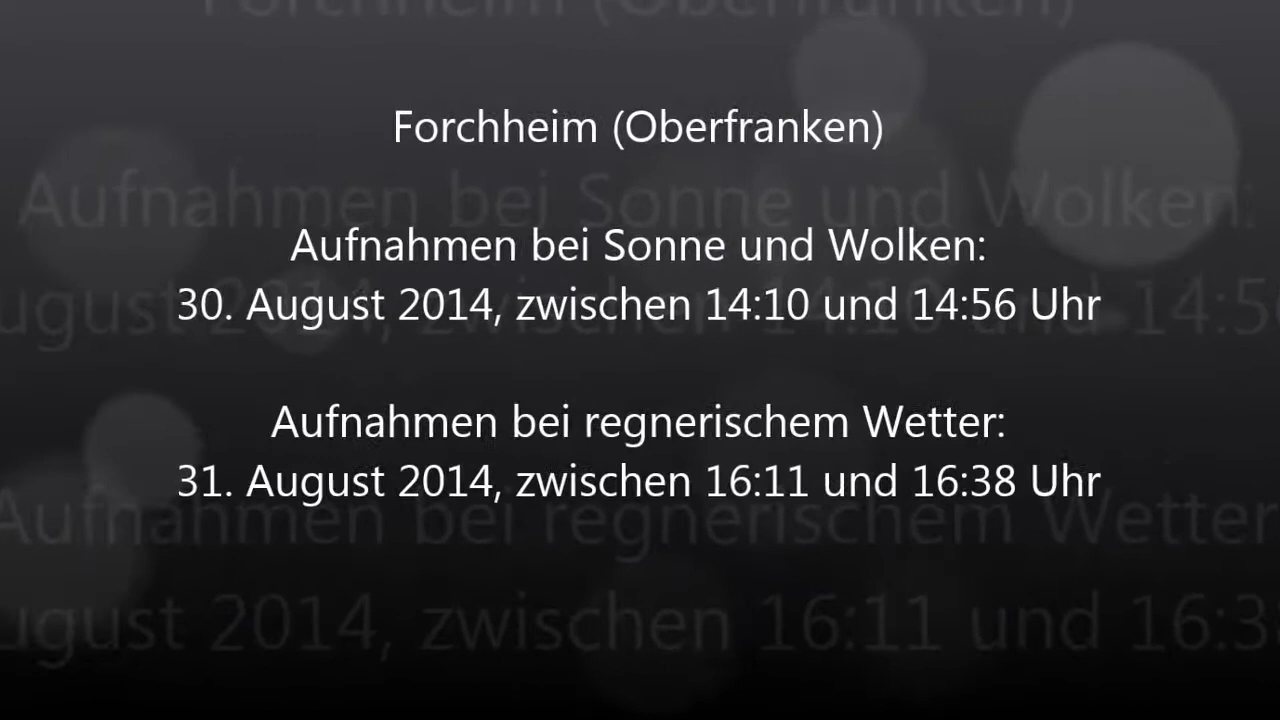 Forchheim (Oberfranken)
Aufnahmen bei Sonne und Wolken:
30. August 2014, zwischen 14:10 und 14:56 Uhr
Aufnahmen bei regnerischem Wetter:
31. August 2014, zwischen 16:11 und 16:38 Uhr